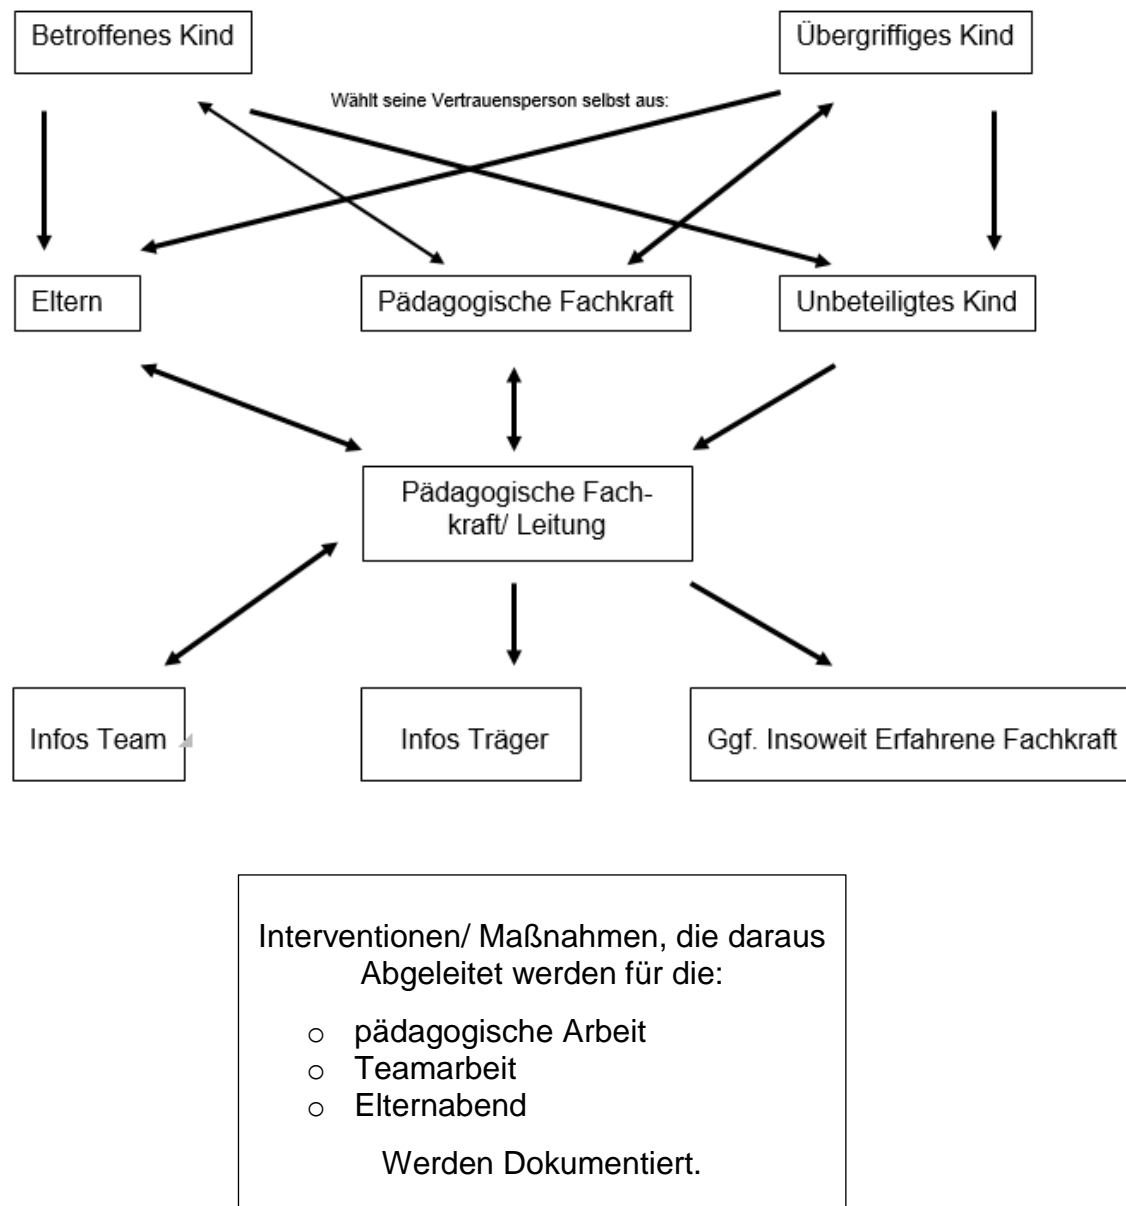 Betroffenes Kind
Übergriffiges Kind
Wählt seine Vertrauensperson selbst aus:
Eltern
Pädagogische Fachkraft
Unbeteiligtes Kind
Pädagogische Fach-
kraft/ Leitung
Infos Team
Infos Träger
Ggf. Insoweit Erfahrene Fachkraft
Interventionen/ Maßnahmen, die daraus
Abgeleitet werden für die:
o pädagogische Arbeit
o Teamarbeit
o Elternabend
Werden Dokumentiert.